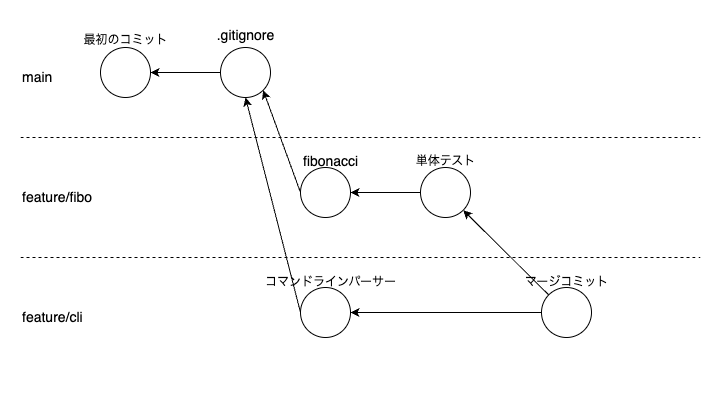 最初のコミット
.gitignore
main
fibonacci
単体テスト
feature/fibo
コマンドラインパーサー
マージコミット
feature/cli